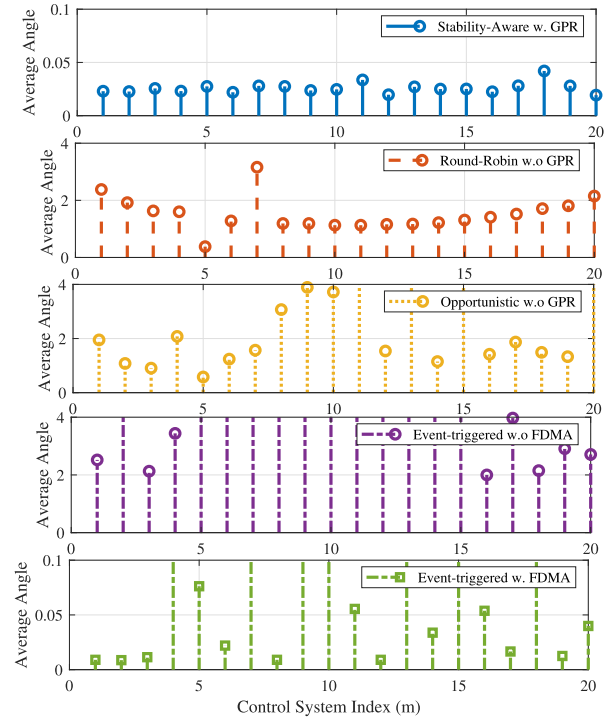 0.1
Stability-Aware w. GPR
0.05
0
Average Angle
0 5 10 15 20
4
Round-Robin w.o GPR
2
0
Average Angle
0 5 10 15 20
4
Opportunistic w.o GPR
2
0
Average Angle
0 5 10 15 20
4
Event-triggered w.o FDMA
2
0
Average Angle
0 5 10 15 20
0.1
Event-triggered w. FDMA
0.05
0
Average Angle
0 5 10 15 20
Control System Index (m)